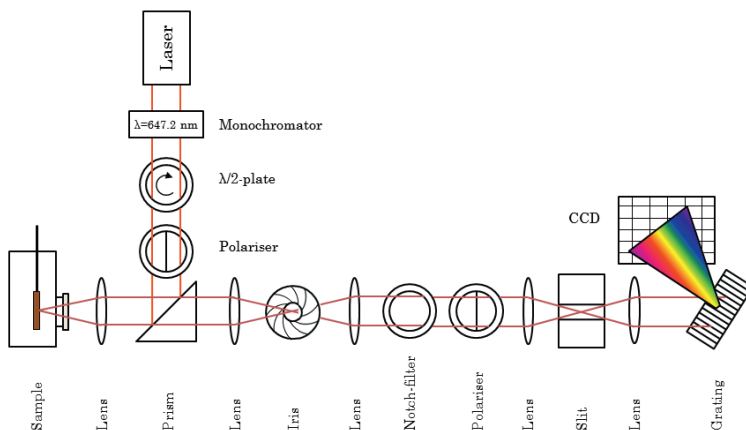 Laser
λ=647.2 nm
Monochromator
λ/2-plate
Polariser
CCD
Sample
Lens
Prism
Lens
Iris
Lens
Notch-filter
Polariser
Lens
Slit
Lens
Grating